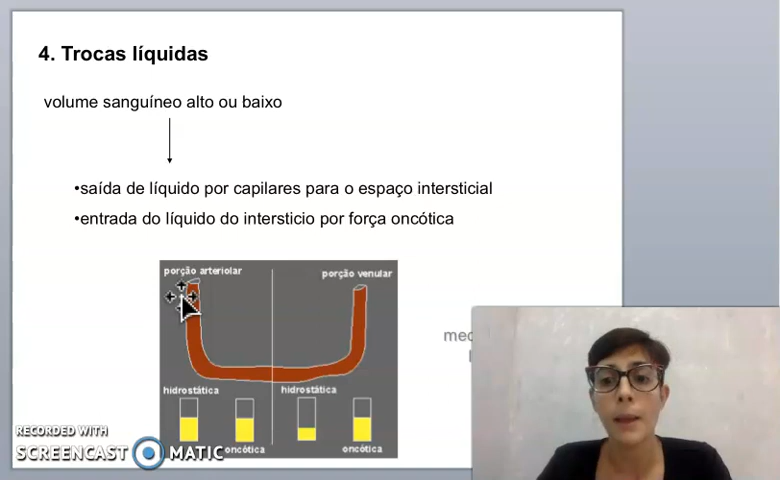 4. Trocas líquidas
volume sanguíneo alto ou baixo
•saída de líquido por capilares para o espaço intersticial
•entrada do líquido do intersticio por força oncótica
porção arteriolar
porção venular
hidrostática
hidrostática
oncótica
oncótica
RECORDED WITH
SCREENCAST MATIC